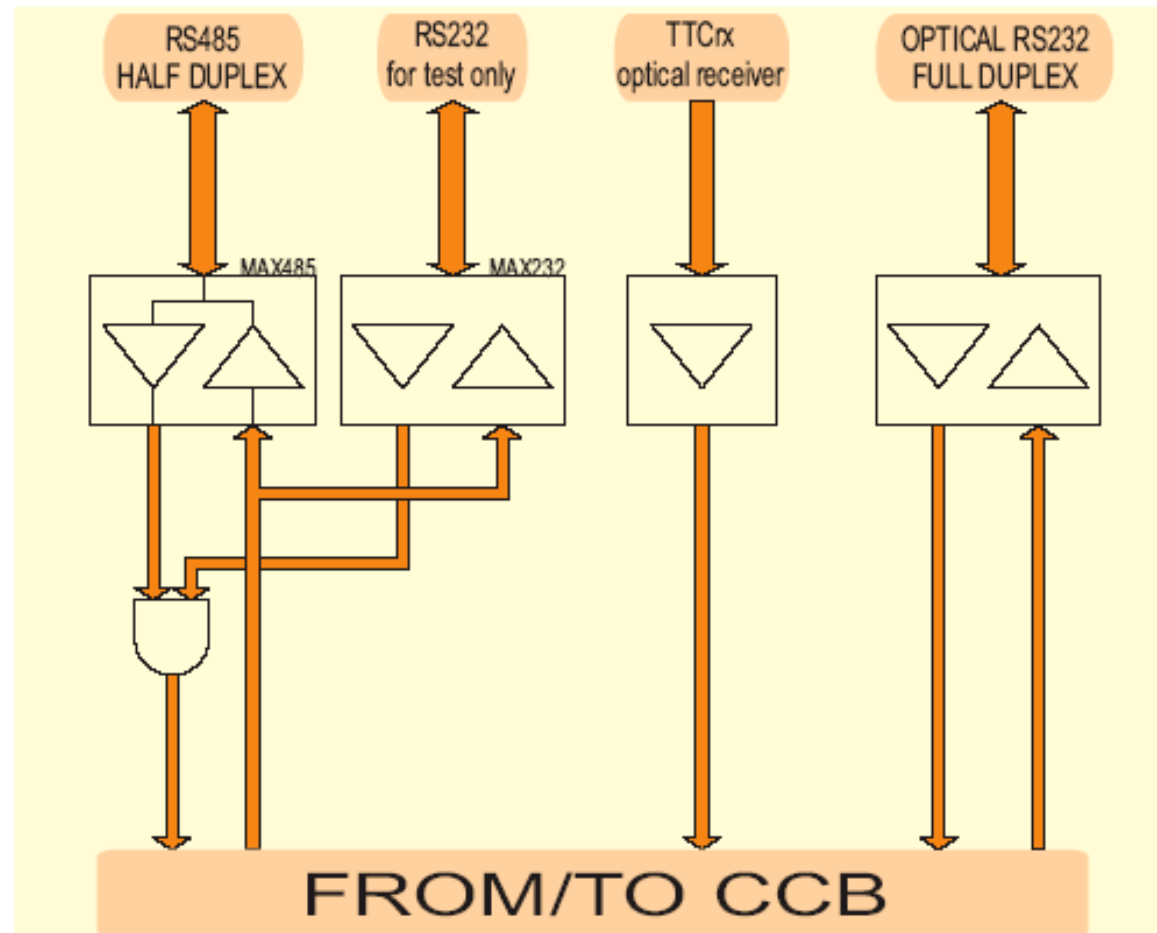 RS485
HALF DUPLEX
RS232
for test only
TTCrx
optical receiver
OPTICAL RS232
FULL DUPLEX
MAX485
MAX232
FROM/TO CCB